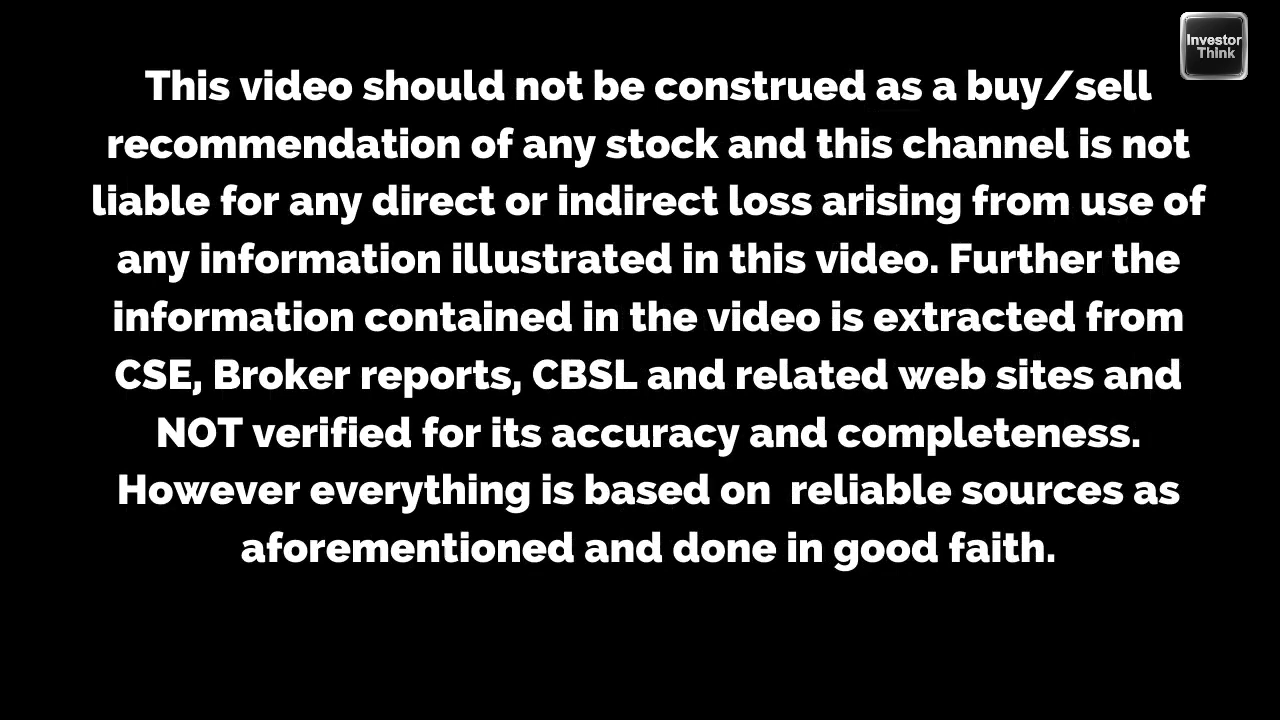 Investor
Think
This video should not be construed as a buy/sell
recommendation of any stock and this channel is not
liable for any direct or indirect loss arising from use of
any information illustrated in this video. Further the
information contained in the video is extracted from
CSE, Broker reports, CBSL and related web sites and
NOT verified for its accuracy and completeness.
However everything is based on  reliable sources as
aforementioned and done in good faith.